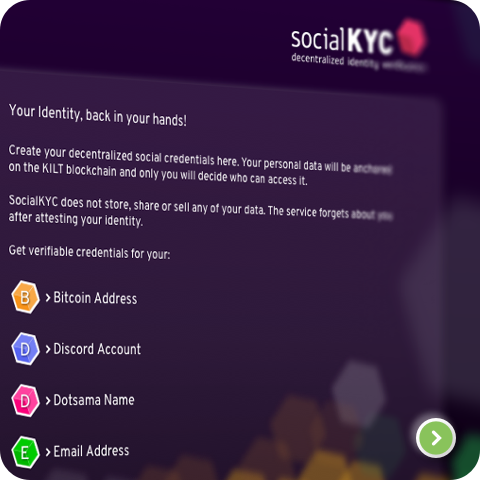 socialKYC
decentralized identity
Your Identity, back in your hands!
Create your decentralized social credentials here. Your personal data will be anchored
on the KILT blockchain and only you will decide who can access it.
SocialKYC does not store, share or sell any of your data. The service forgets about you
after attesting your identity.
Get verifiable credentials for your:
B > Bitcoin Address
D > Discord Account
D > Dotsama Name
E > Email Address